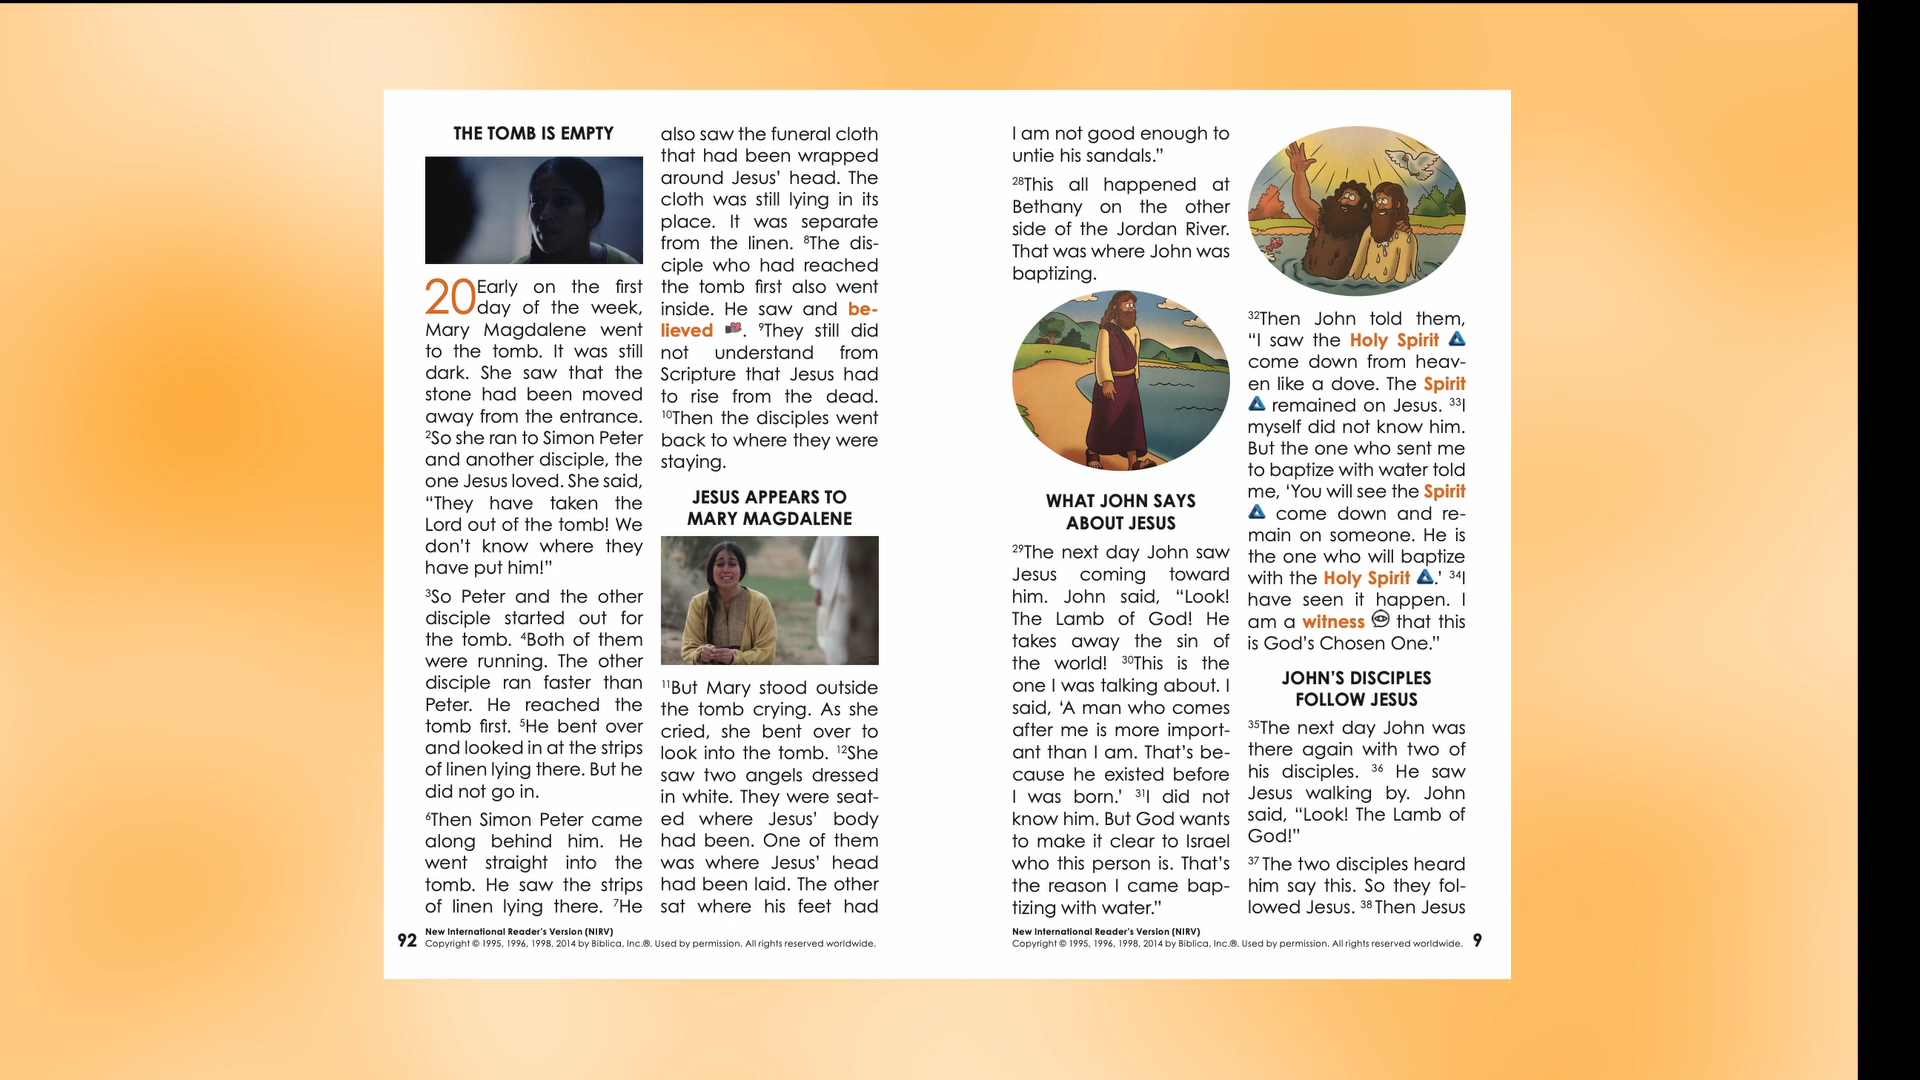 THE TOMB IS EMPTY
20 Early on the first
day of the week,
Mary Magdalene went
to the tomb. It was still
dark. She saw that the
stone had been moved
away from the entrance.
2So she ran to Simon Peter
and another disciple, the
one Jesus loved. She said,
“They have taken the
Lord out of the tomb! We
don’t know where they
have put him!”
3So Peter and the other
disciple started out for
the tomb. 4Both of them
were running. The other
disciple ran faster than
Peter. He reached the
tomb first. 5He bent over
and looked in at the strips
of linen lying there. But he
did not go in.
6Then Simon Peter came
along behind him. He
went straight into the
tomb. He saw the strips
of linen lying there. 7He
also saw the funeral cloth
that had been wrapped
around Jesus’ head. The
cloth was still lying in its
place. It was separate
from the linen. 8The dis-
ciple who had reached
the tomb first also went
inside. He saw and be-
lieved. 9They still did
not understand from
Scripture that Jesus had
to rise from the dead.
10Then the disciples went
back to where they were
staying.
JESUS APPEARS TO
MARY MAGDALENE
11But Mary stood outside
the tomb crying. As she
cried, she bent over to
look into the tomb. 12She
saw two angels dressed
in white. They were seat-
ed where Jesus’ body
had been. One of them
was where Jesus’ head
had been laid. The other
sat where his feet had
92
New International Reader’s Version (NIRV)
Copyright © 1995, 1996, 1998, 2014 by Biblica, Inc.®. Used by permission. All rights reserved worldwide.
I am not good enough to
untie his sandals.”
28This all happened at
Bethany on the other
side of the Jordan River.
That was where John was
baptizing.
WHAT JOHN SAYS
ABOUT JESUS
29The next day John saw
Jesus coming toward
him. John said, “Look!
The Lamb of God! He
takes away the sin of
the world! 30This is the
one I was talking about. I
said, ‘A man who comes
after me is more import-
ant than I am. That’s be-
cause he existed before
I was born.’ 31I did not
know him. But God wants
to make it clear to Israel
who this person is. That’s
the reason I came bap-
tizing with water.”
32Then John told them,
“I saw the Holy Spirit
come down from heav-
en like a dove. The Spirit
remained on Jesus. 33I
myself did not know him.
But the one who sent me
to baptize with water told
me, ‘You will see the Spirit
come down and re-
main on someone. He is
the one who will baptize
with the Holy Spirit.’ 34I
have seen it happen. I
am a witness that this
is God’s Chosen One.”
JOHN’S DISCIPLES
FOLLOW JESUS
35The next day John was
there again with two of
his disciples. 36 He saw
Jesus walking by. John
said, “Look! The Lamb of
God!”
37 The two disciples heard
him say this. So they fol-
lowed Jesus. 38 Then Jesus
New International Reader’s Version (NIRV)
Copyright © 1995, 1996, 1998, 2014 by Biblica, Inc.®. Used by permission. All rights reserved worldwide.
9